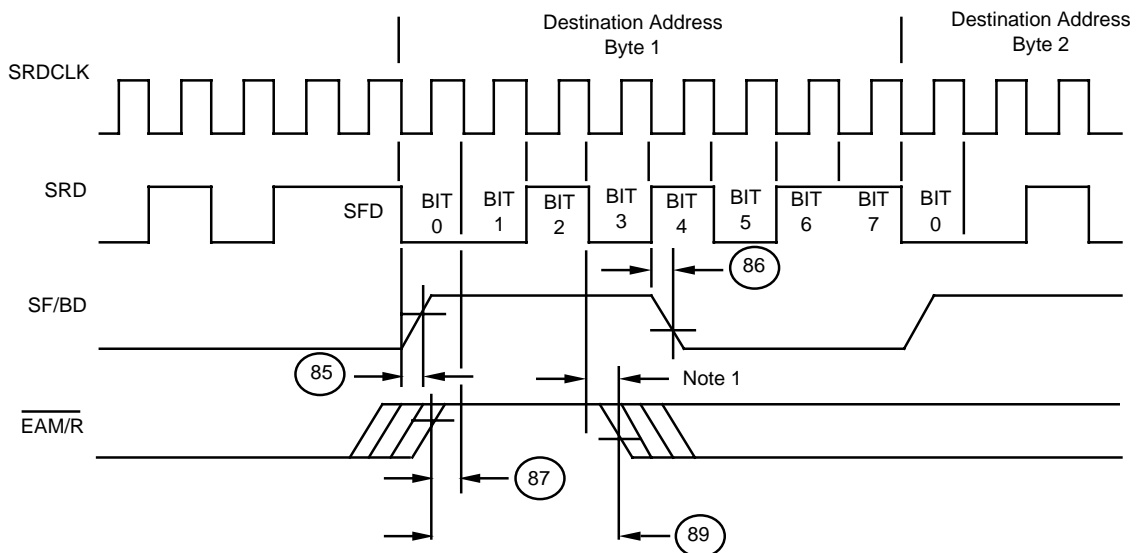 Destination Address
Byte 1
Destination Address
Byte 2
SRDCLK
SRD
SFD
BIT
0
BIT
1
BIT
2
BIT
3
BIT
4
BIT
5
BIT
6
BIT
7
BIT
0
86
SF/BD
85
Note 1
EAM/R
87
89